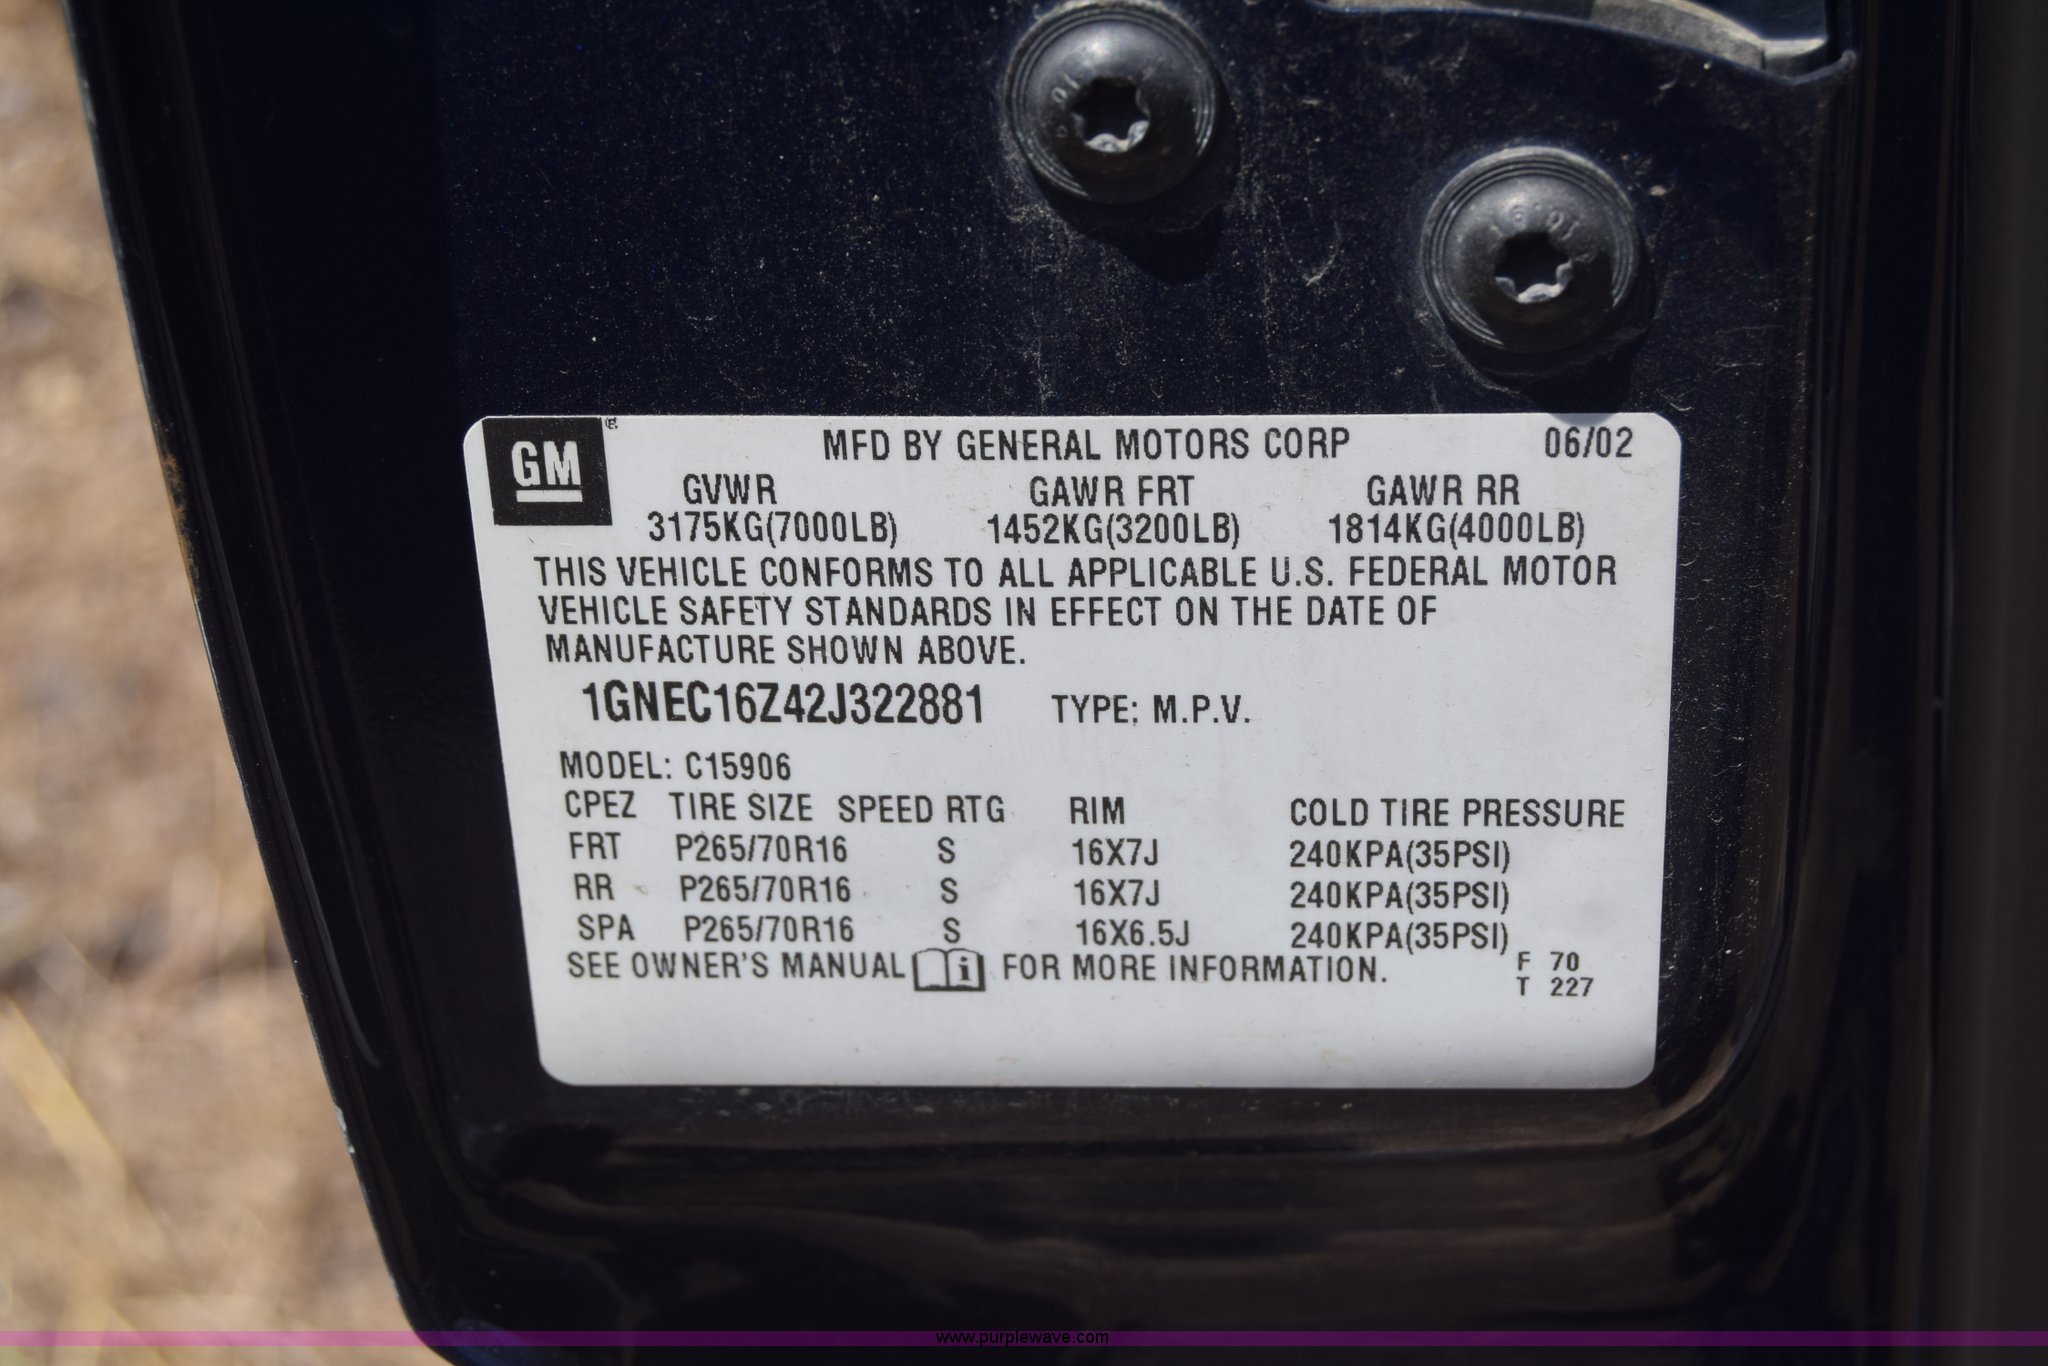 GM
MFD BY GENERAL MOTORS CORP 06/02
GVWR GAWR FRT GAWR RR
3175KG(7000LB) 1452KG(3200LB) 1814KG(4000LB)
THIS VEHICLE CONFORMS TO ALL APPLICABLE U.S. FEDERAL MOTOR
VEHICLE SAFETY STANDARDS IN EFFECT ON THE DATE OF
MANUFACTURE SHOWN ABOVE.
1GNEC16Z42J322881 TYPE: M.P.V.
MODEL: C15906
CPEZ TIRE SIZE SPEED RTG RIM COLD TIRE PRESSURE
FRT P265/70R16 S 16X7J 240KPA(35PSI)
RR P265/70R16 S 16X7J 240KPA(35PSI)
SPA P265/70R16 S 16X6.5J 240KPA(35PSI)
SEE OWNER'S MANUAL i FOR MORE INFORMATION.
F 70
T 227
www.purplewave.com